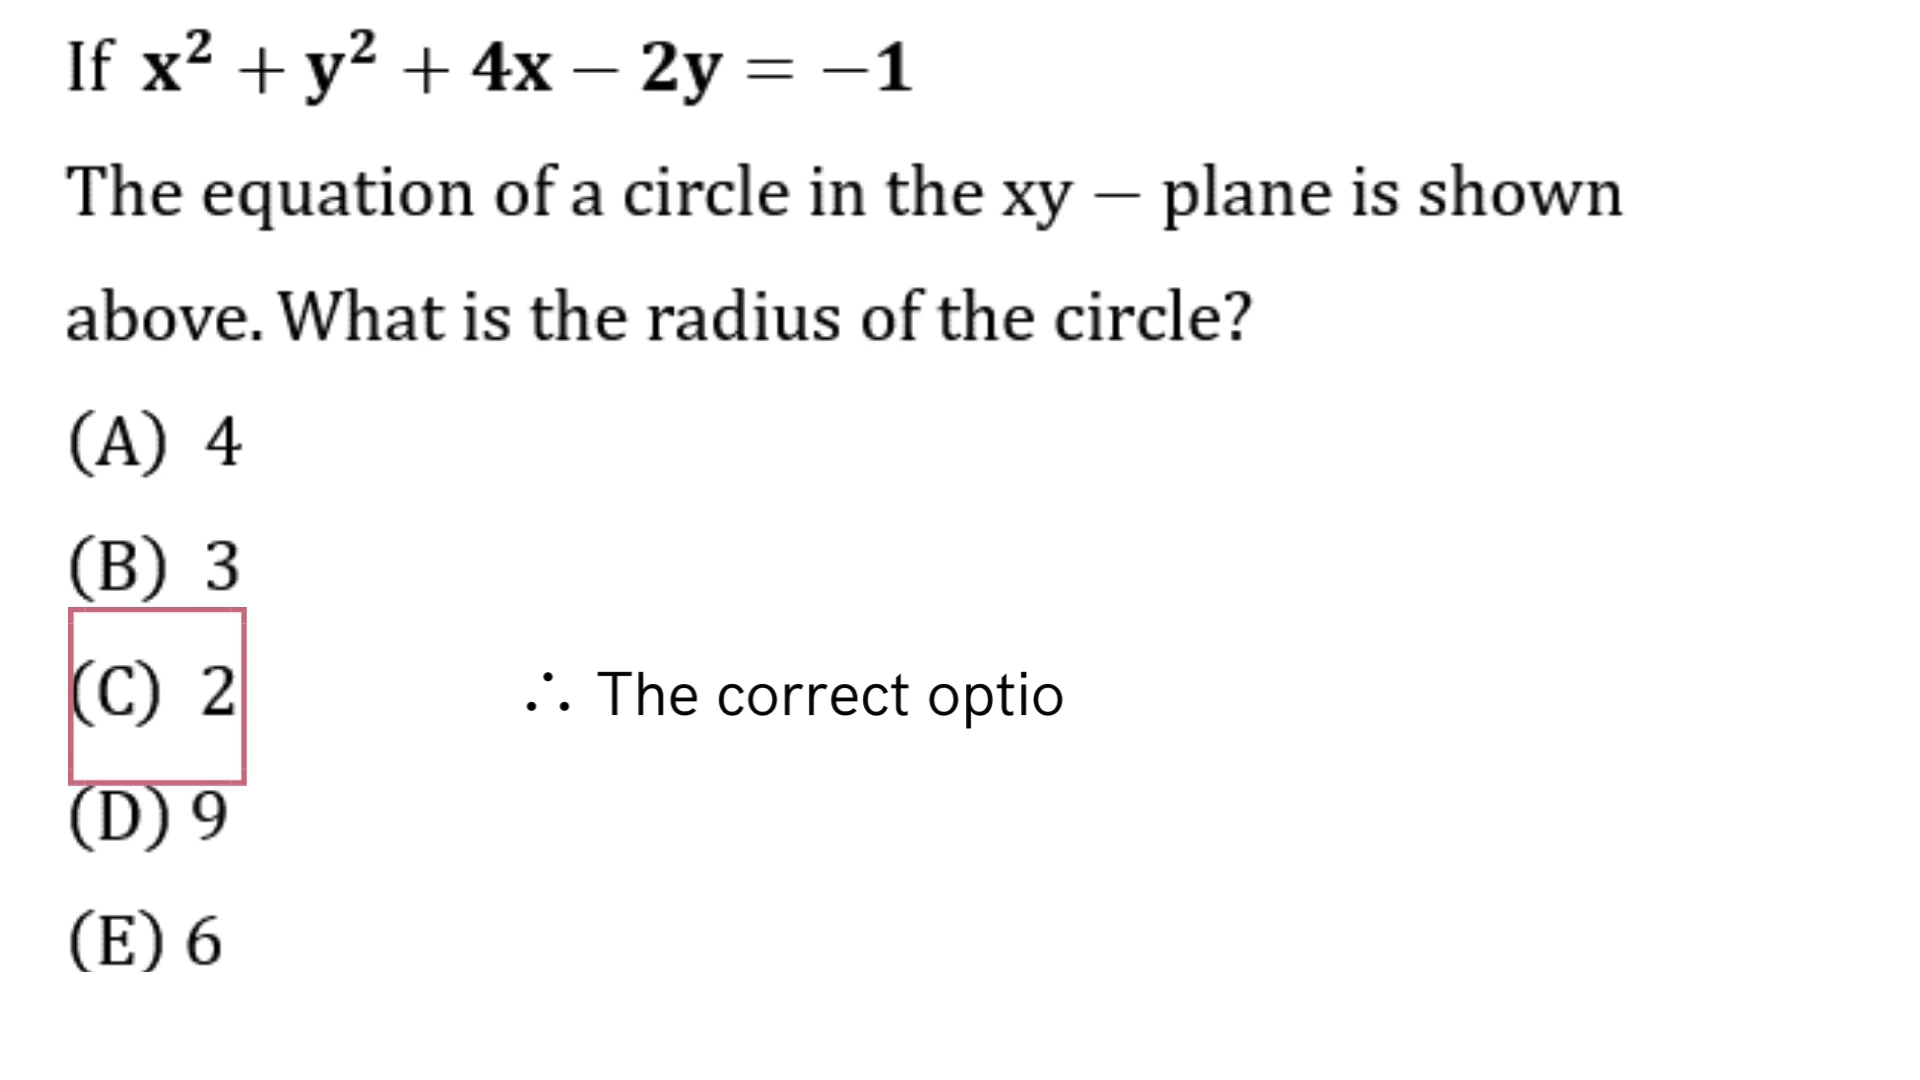 If x² + y² + 4x − 2y = −1
The equation of a circle in the xy − plane is shown
above. What is the radius of the circle?
(A) 4
(B) 3
(C) 2
∴ The correct optio
(D) 9
(E) 6